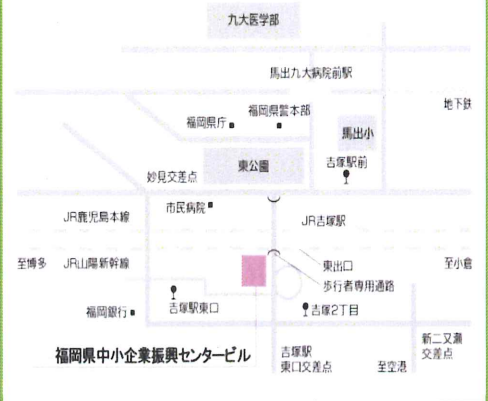 九大医学部
馬出九大病院前駅
地下鉄
福岡県警本部
福岡県庁
馬出小
東公園
吉塚駅前
妙見交差点
市民病院
JR鹿児島本線
JR吉塚駅
至博多
JR山陽新幹線
東出口
至小倉
歩行者専用通路
吉塚駅東口
吉塚2丁目
福岡銀行
福岡県中小企業振興センタービル
吉塚駅
東口交差点
至空港
新二又瀬
交差点